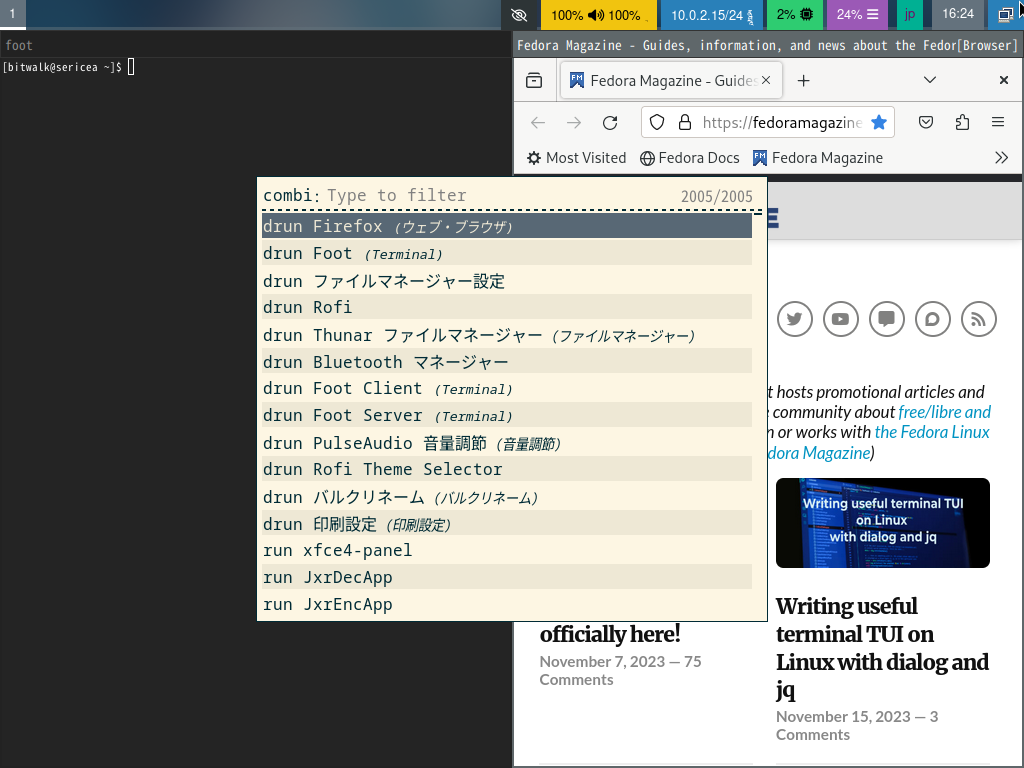 1
100% 100%
10.0.2.15/24
2%
24%
jp
16:24
foot
[bitwalk@sericea ~]$
Fedora Magazine - Guides, information, and news about the Fedor[Browser]
Fedora Magazine - Guides
https://fedoramagazine
Most Visited Fedora Docs Fedora Magazine
combi: Type to filter 2005/2005
drun Firefox (ウェブ・ブラウザ)
drun Foot (Terminal)
drun ファイルマネージャー設定
drun Rofi
drun Thunar ファイルマネージャー (ファイルマネージャー)
drun Bluetooth マネージャー
drun Foot Client (Terminal)
drun Foot Server (Terminal)
drun PulseAudio 音量調節 (音量調節)
drun Rofi Theme Selector
drun バルクリネーム (バルクリネーム)
drun 印刷設定 (印刷設定)
run xfce4-panel
run JxrDecApp
run JxrEncApp
E
t hosts promotional articles and
community about free/libre and
n or works with the Fedora Linux
dora Magazine)
Writing useful terminal TUI
on Linux
with dialog and jq
officially here!
November 7, 2023 — 75
Comments
Writing useful
terminal TUI on
Linux with dialog and
jq
November 15, 2023 — 3
Comments